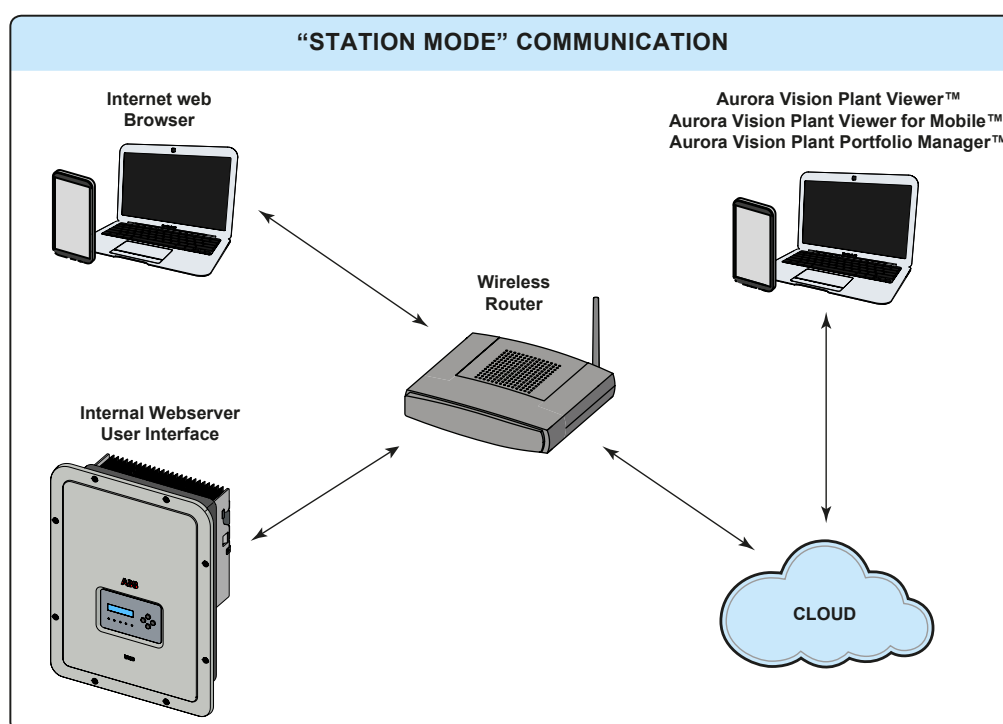 “STATION MODE” COMMUNICATION
Internet web
Browser
Aurora Vision Plant Viewer™
Aurora Vision Plant Viewer for Mobile™
Aurora Vision Plant Portfolio Manager™
Wireless
Router
Internal Webserver
User Interface
ABB
CLOUD